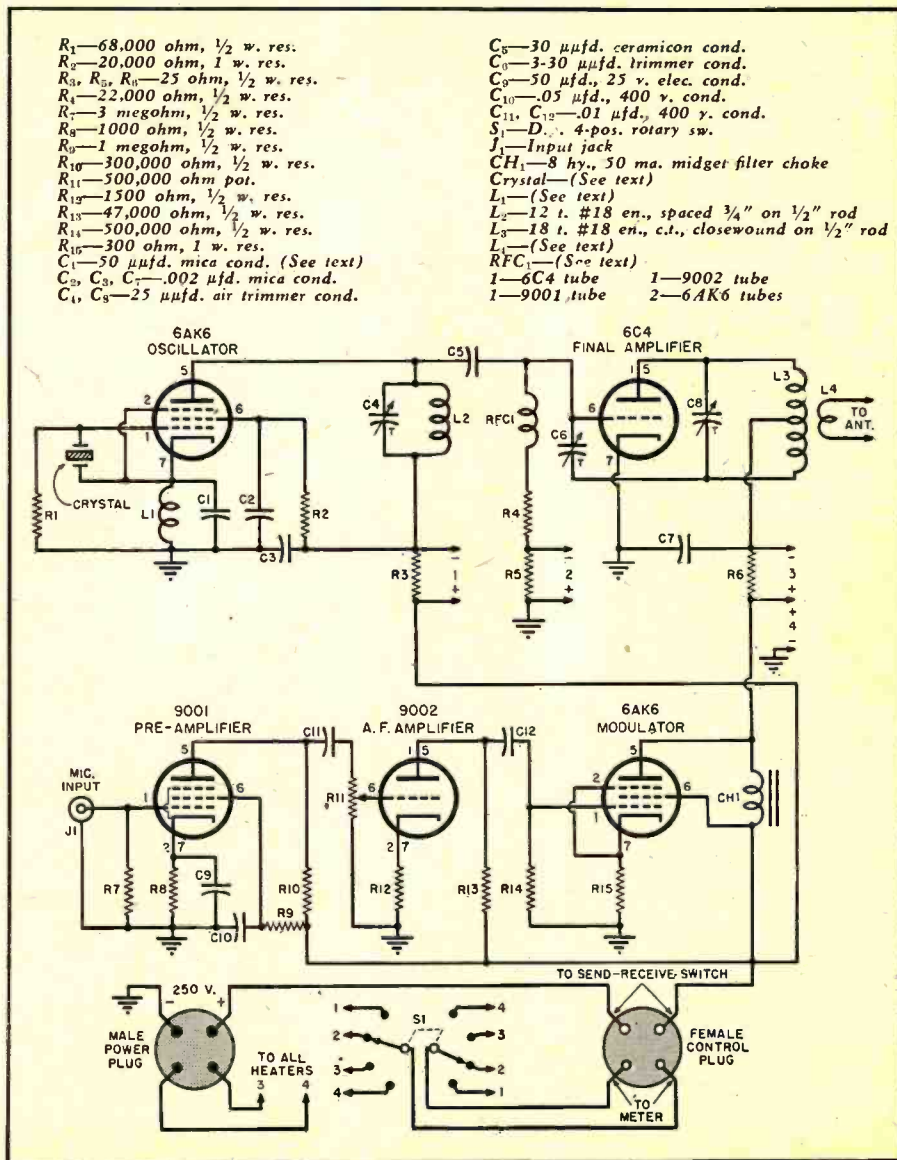 R₁—68,000 ohm, ½ w. res.
R₂—20,000 ohm, 1 w. res.
R₃, R₅, R₆—25 ohm, ½ w. res.
R₄—22,000 ohm, ½ w. res.
R₇—3 megohm, ½ w. res.
R₈—1000 ohm, ½ w. res.
R₉—1 megohm, ½ w. res.
R₁₀—300,000 ohm, ½ w. res.
R₁₁—500,000 ohm pot.
R₁₂—1500 ohm, ½ w. res.
R₁₃—47,000 ohm, ½ w. res.
R₁₄—500,000 ohm, ½ w. res.
R₁₅—300 ohm, 1 w. res.
C₁—50 μμfd. mica cond. (See text)
C₂, C₃, C₇—.002 μfd. mica cond.
C₄, C₈—25 μμfd. air trimmer cond.
C₅—30 μμfd. ceramicon cond.
C₆—3-30 μμfd. trimmer cond.
C₉—50 μfd., 25 v. elec. cond.
C₁₀—.05 μfd., 400 v. cond.
C₁₁, C₁₂—.01 μfd., 400 v. cond.
S₁—D.. 4-pos. rotary sw.
J₁—Input jack
CH₁—8 hy., 50 ma. midget filter choke
Crystal—(See text)
L₁—(See text)
L₂—12 t. #18 en., spaced ¾" on ½" rod
L₃—18 t. #18 en., c.t., closewound on ½" rod
(See text)
RFC₁—(See text)
1—6C4 tube 1—9002 tube
1—9001 tube 2—6AK6 tubes
6AK6
OSCILLATOR
6C4
FINAL AMPLIFIER
5
2
1
6
7
CRYSTAL
R1
L1
C1
C2
C3
R2
C4
T
L2
C5
RFC1
R4
R3
- 1 +
R5
- 2 +
C6
T
1 5
6
7
C8
T
L3
L4
TO
ANT.
C7
R6
-
3
+
+
4
-
9001
PRE-AMPLIFIER
9002
A.F. AMPLIFIER
6AK6
MODULATOR
MIC.
INPUT
J1
5
1
6
2 7
R7
R8
C9
C10
R9
R10
C11
R11
1 5
6
2 7
R12
R13
C12
R14
5
2
1
6
7
R15
CH1
250 V.
- +
MALE
POWER
PLUG
TO ALL
HEATERS
3 4
1
2
3
4
S1
4
3
2
1
TO SEND-RECEIVE SWITCH
FEMALE
CONTROL
PLUG
TO
METER